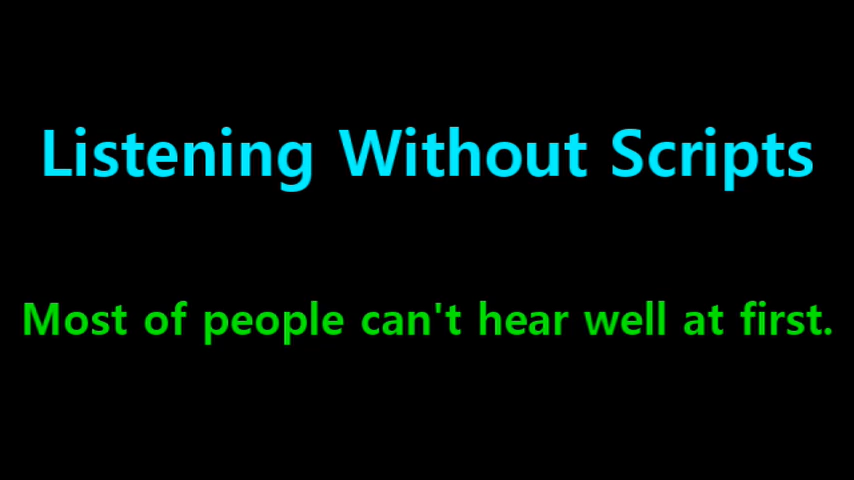 Listening Without Scripts
Most of people can't hear well at first.